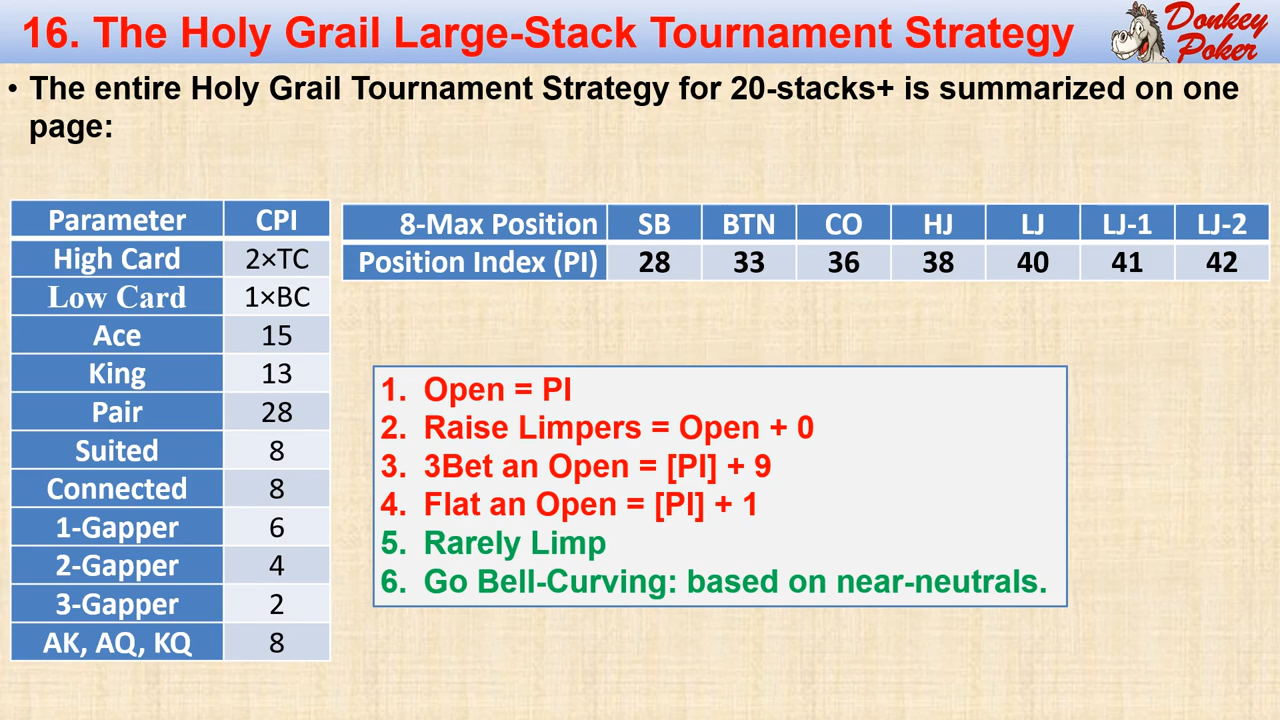 16. The Holy Grail Large-Stack Tournament Strategy
Donkey
Poker
• The entire Holy Grail Tournament Strategy for 20-stacks+ is summarized on one
page:
Parameter CPI
High Card 2×TC
Low Card 1×BC
Ace 15
King 13
Pair 28
Suited 8
Connected 8
1-Gapper 6
2-Gapper 4
3-Gapper 2
AK, AQ, KQ 8
8-Max Position SB BTN CO HJ LJ LJ-1 LJ-2
Position Index (PI) 28 33 36 38 40 41 42
1. Open = PI
2. Raise Limpers = Open + 0
3. 3Bet an Open = [PI] + 9
4. Flat an Open = [PI] + 1
5. Rarely Limp
6. Go Bell-Curving: based on near-neutrals.